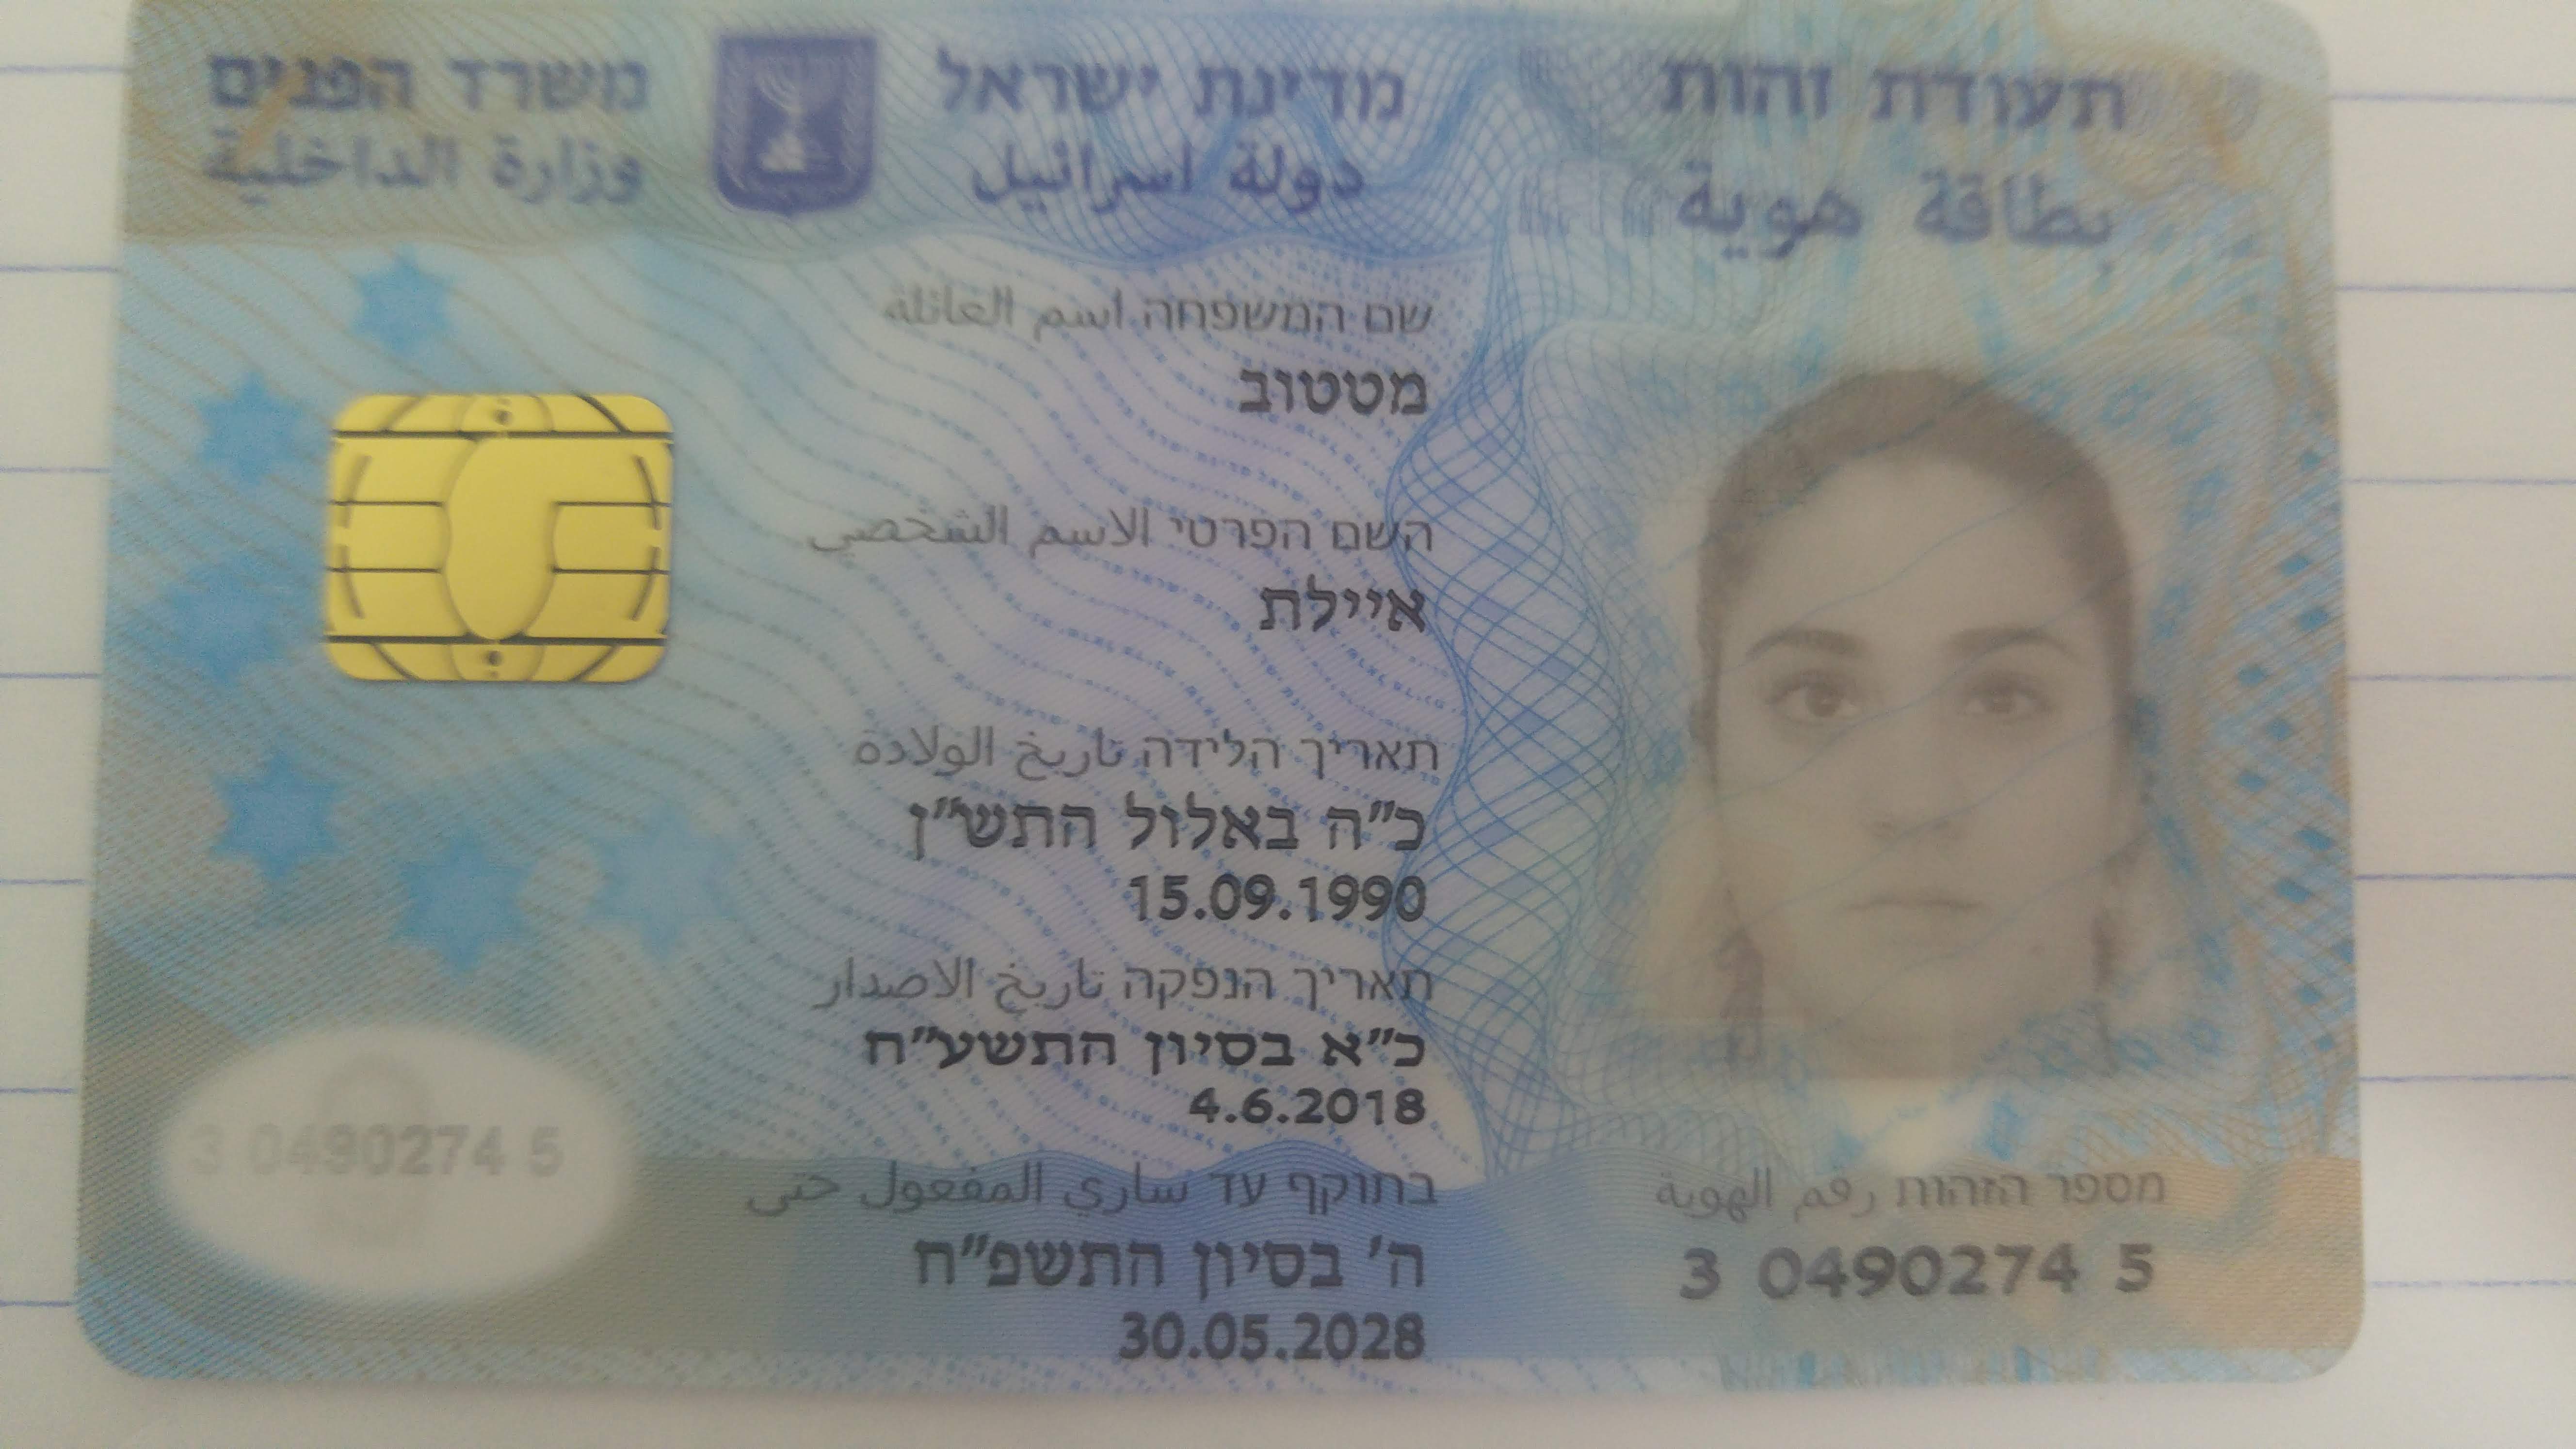 משרד הפנים
وزارة الداخلية
מדינת ישראל
دولة اسرائيل
תעודת זהות
بطاقة هوية
שם המשפחה اسم العائلة
מטטוב
השם הפרטי الاسم الشخصي
איילת
תאריך הלידה تاريخ الولادة
כ"ה באלול התש"ן
15.09.1990
תאריך הנפקה تاريخ الاصدار
כ"א בסיון התשע"ח
4.6.2018
בתוקף עד ساري المفعول حتى
ה' בסיון התשפ"ח
30.05.2028
מספר הזהות رقم الهوية
3 0490274 5
3 0490274 5